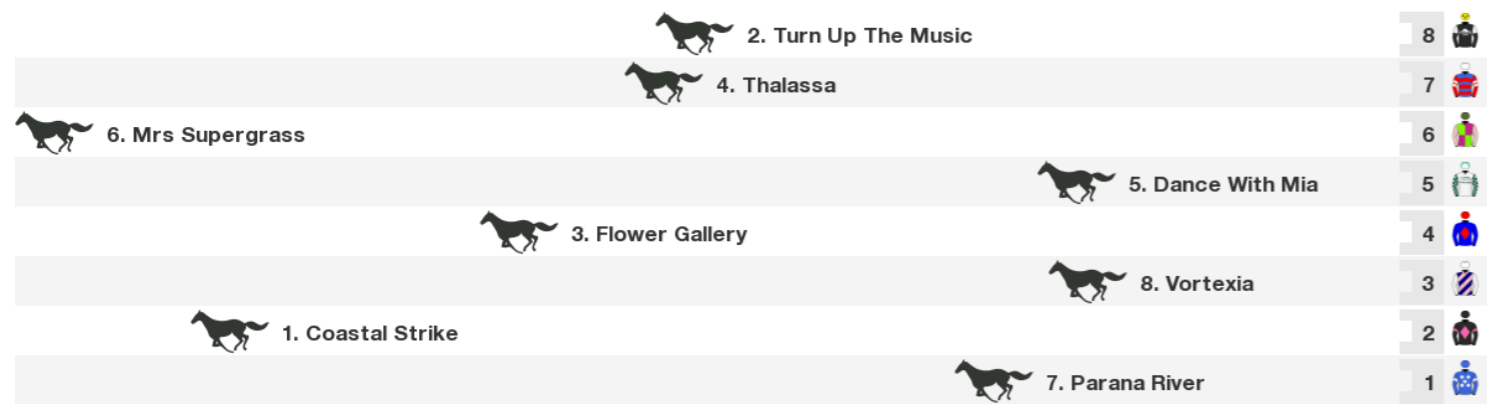 2. Turn Up The Music 8
4. Thalassa 7
6. Mrs Supergrass 6
5. Dance With Mia 5
3. Flower Gallery 4
8. Vortexia 3
1. Coastal Strike 2
7. Parana River 1